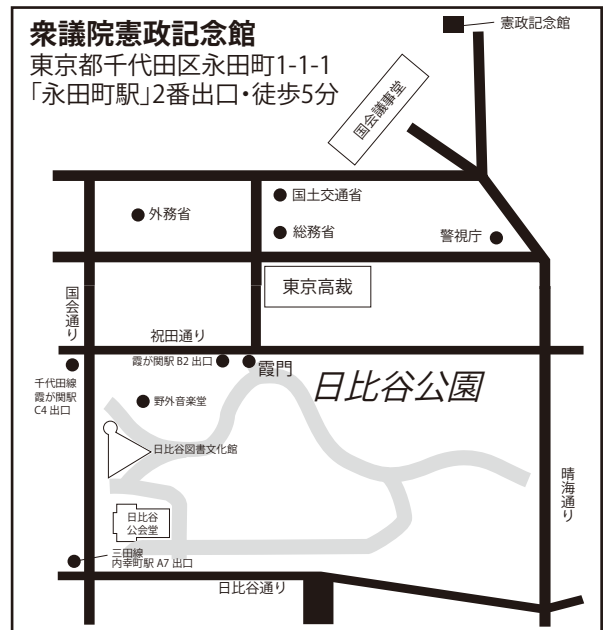 衆議院憲政記念館
東京都千代田区永田町1-1-1
「永田町駅」2番出口・徒歩5分
憲政記念館
国会議事堂
国土交通省
外務省
総務省
警視庁
東京高裁
国会通り
祝田通り
霞が関駅 B2 出口
霞門
日比谷公園
千代田線
霞が関駅
C4 出口
野外音楽堂
日比谷図書文化館
晴海通り
日比谷
公会堂
三田線
内幸町駅 A7 出口
日比谷通り